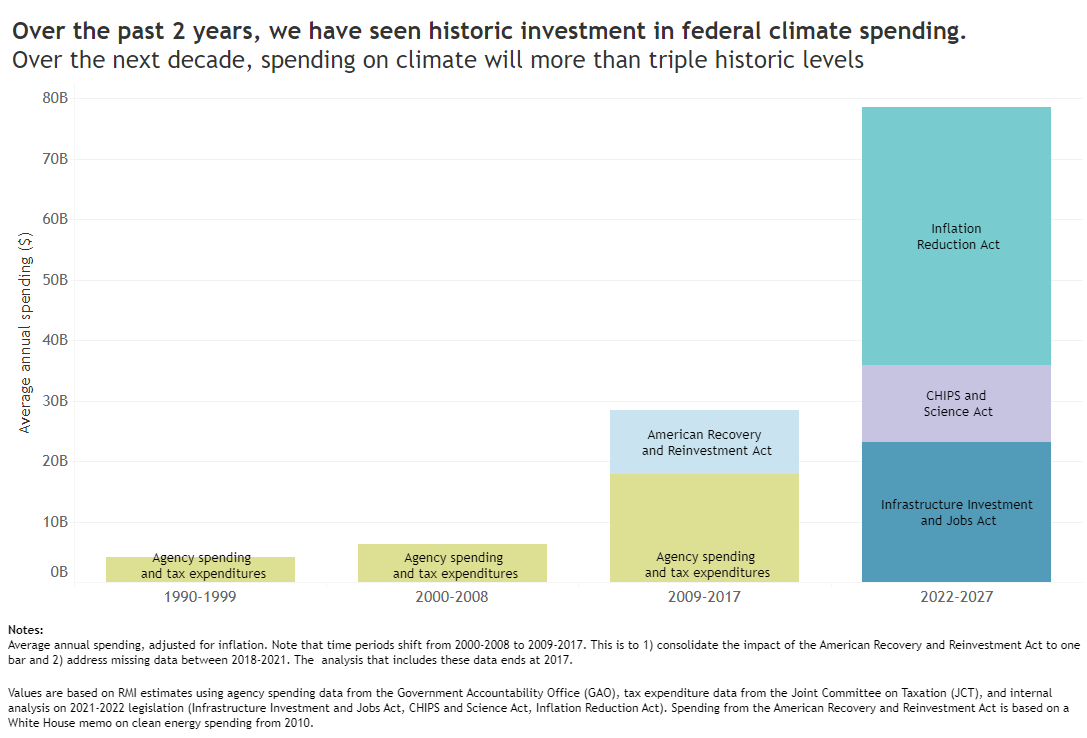 Over the past 2 years, we have seen historic investment in federal climate spending.
Over the next decade, spending on climate will more than triple historic levels
80B
70B
60B
50B
40B
30B
20B
10B
0B
Average annual spending ($)
Agency spending
and tax expenditures
Agency spending
and tax expenditures
American Recovery
and Reinvestment Act
Agency spending
and tax expenditures
Inflation
Reduction Act
CHIPS and
Science Act
Infrastructure Investment
and Jobs Act
1990-1999
2000-2008
2009-2017
2022-2027
Notes:
Average annual spending, adjusted for inflation. Note that time periods shift from 2000-2008 to 2009-2017. This is to 1) consolidate the impact of the American Recovery and Reinvestment Act to one
bar and 2) address missing data between 2018-2021. The  analysis that includes these data ends at 2017.
Values are based on RMI estimates using agency spending data from the Government Accountability Office (GAO), tax expenditure data from the Joint Committee on Taxation (JCT), and internal
analysis on 2021-2022 legislation (Infrastructure Investment and Jobs Act, CHIPS and Science Act, Inflation Reduction Act). Spending from the American Recovery and Reinvestment Act is based on a
White House memo on clean energy spending from 2010.